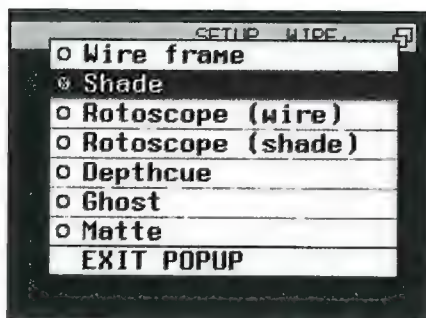 SETUP WIRE.
Wire frame
Shade
Rotoscope (wire)
Rotoscope (shade)
Depthcue
Ghost
Matte
EXIT POPUP